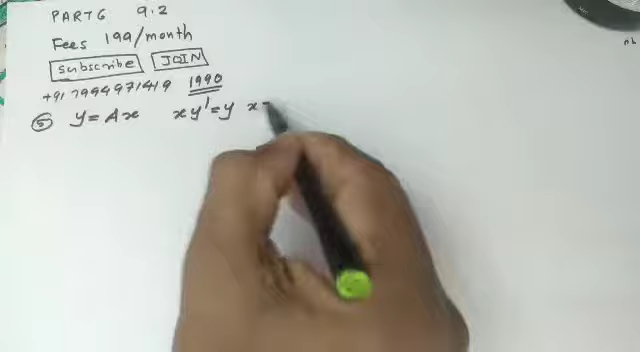 PART 6 9.2
Fees 199/month
Subscribe JOIN
+91 7994971419 1990
⑤ y = Ax xy' = y x